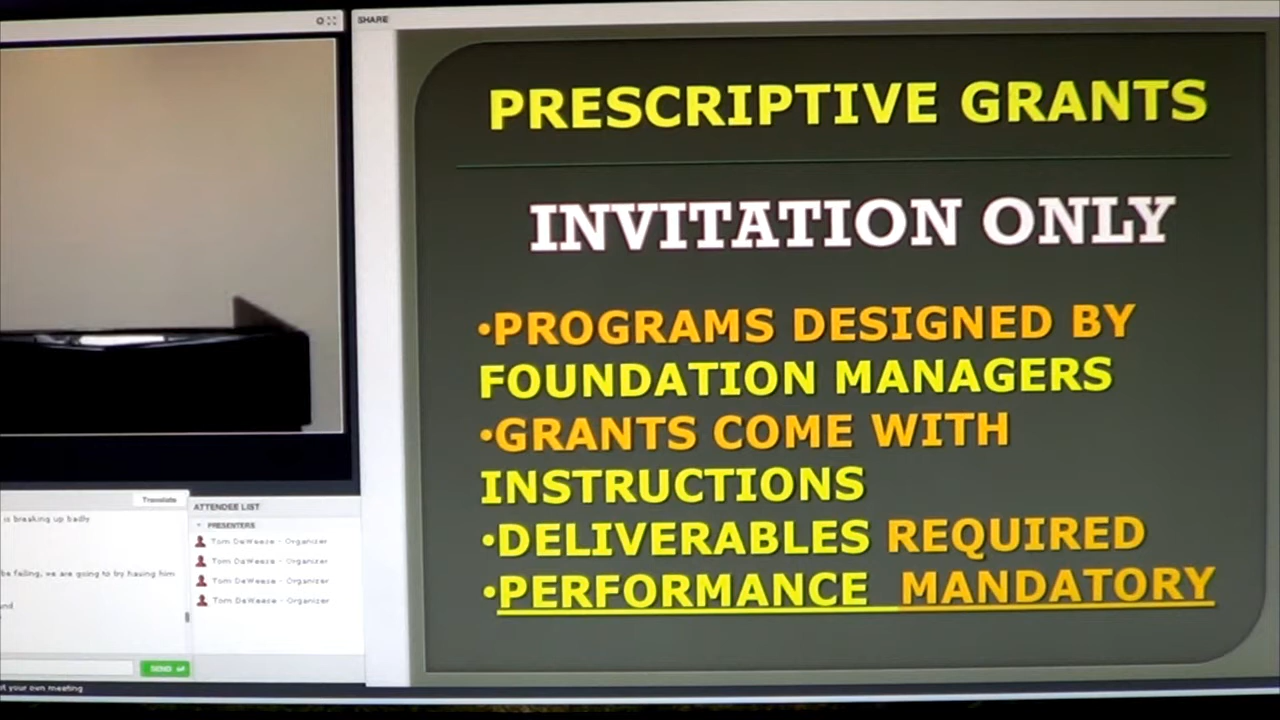 SHARE
PRESCRIPTIVE GRANTS
INVITATION ONLY
•PROGRAMS DESIGNED BY
FOUNDATION MANAGERS
•GRANTS COME WITH
INSTRUCTIONS
•DELIVERABLES REQUIRED
•PERFORMANCE MANDATORY
Translate
is breaking up badly
be failing, we are going to by having him
ATTENDEE LIST
PRESENTERS
Tom DeWeese - Organizer
Tom DeWeese - Organizer
Tom DeWeese - Organizer
Tom DeWeese - Organizer
SEND
your own meeting